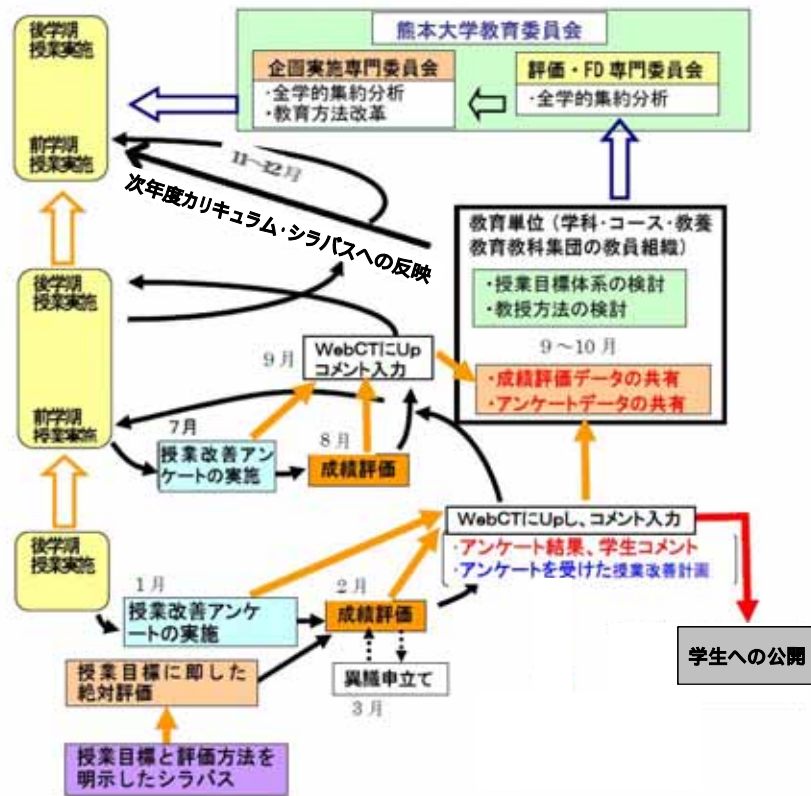 後学期
授業実施
前学期
授業実施
熊本大学教育委員会
企画実施専門委員会
・全学的集約分析
・教育方法改革
評価・FD専門委員会
・全学的集約分析
11～12月
次年度カリキュラム・シラバスへの反映
教育単位（学科・コース・教養
教育教科集団の教員組織）
・授業目標体系の検討
・教授方法の検討
9～10月
・成績評価データの共有
・アンケートデータの共有
後学期
授業実施
前学期
授業実施
9月
WebCTにUp
コメント入力
7月
授業改善アン
ケートの実施
8月
成績評価
WebCTにUpし、コメント入力
・アンケート結果、学生コメント
・アンケートを受けた授業改善計画
後学期
授業実施
1月
授業改善アンケ
ートの実施
2月
成績評価
学生への公開
授業目標に即した
絶対評価
異議申立て
3月
授業目標と評価方法を
明示したシラバス